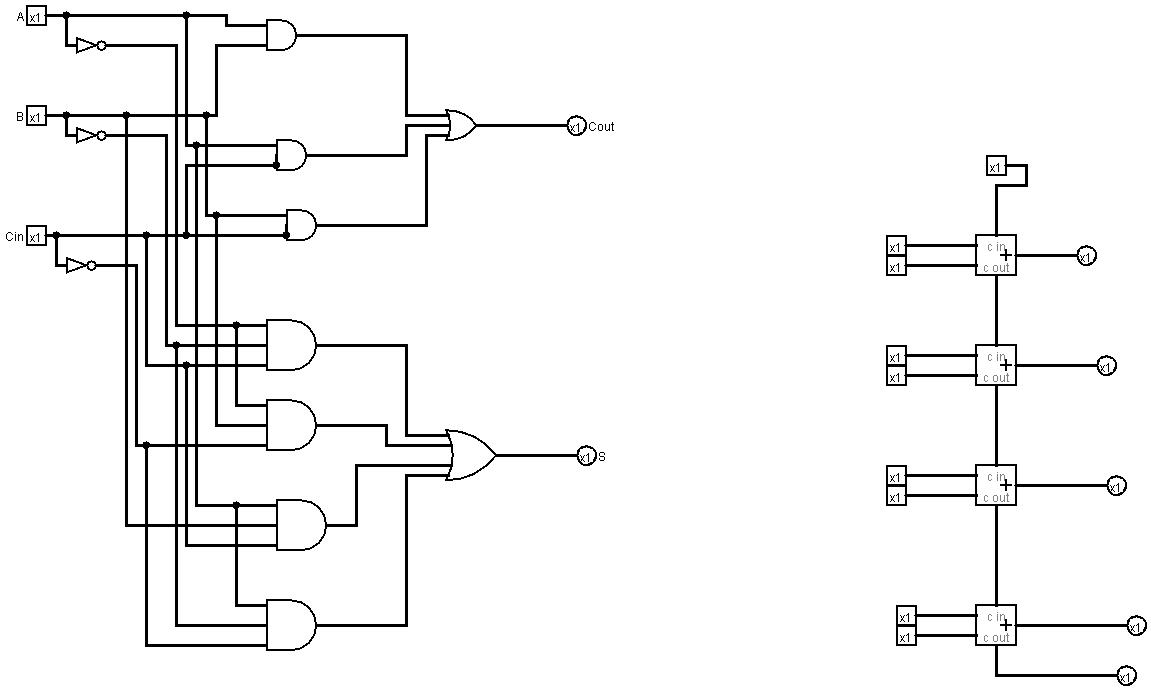 A x1
B x1
x1 Cout
Cin x1
x1 S
x1
x1 c in + x1
x1 c out
x1 c in + x1
x1 c out
x1 c in + x1
x1 c out
x1 c in + x1
x1 c out
x1